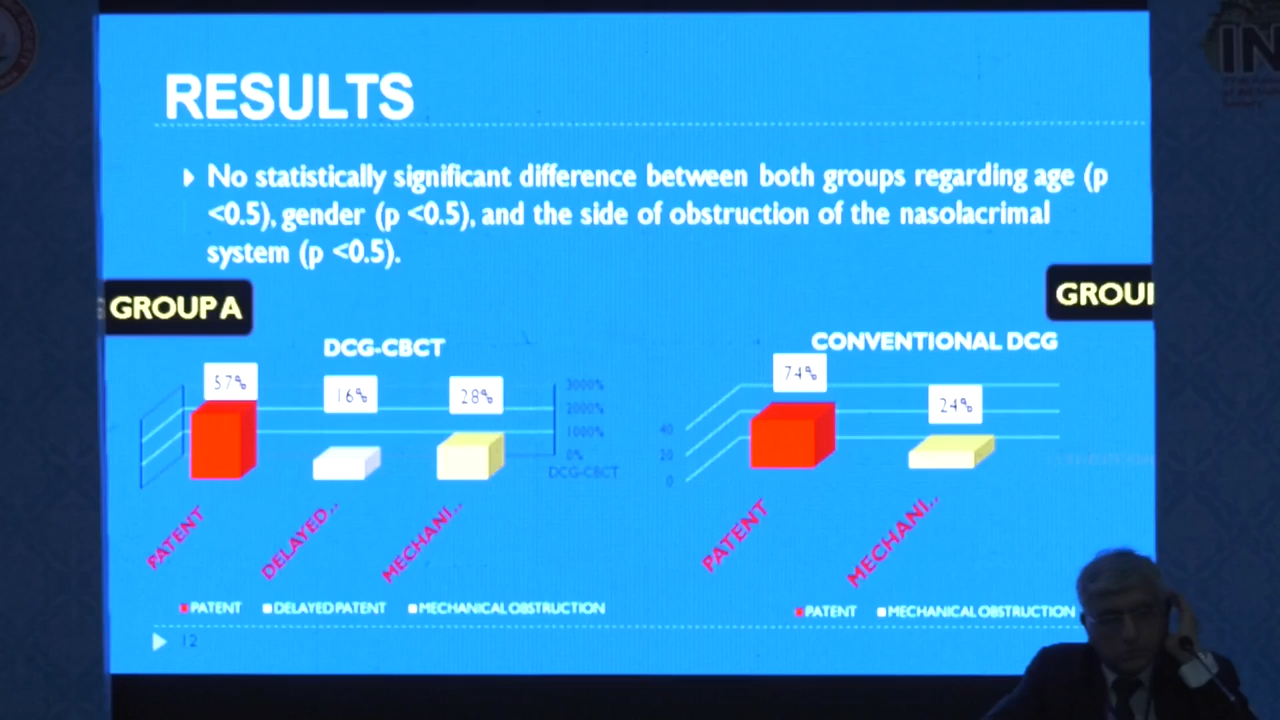 RESULTS
No statistically significant difference between both groups regarding age (p
<0.5), gender (p <0.5), and the side of obstruction of the nasolacrimal
system (p <0.5).
GROUP A
GROU
DCG-CBCT
57%
16%
28%
3000%
2000%
1000%
0%
DCG-CBCT
PATENT
DELAYED...
MECHANI...
PATENT
DELAYED PATENT
MECHANICAL OBSTRUCTION
CONVENTIONAL DCG
74%
24%
40
20
0
PATENT
MECHANI...
PATENT
MECHANICAL OBSTRUCTION
12
IN